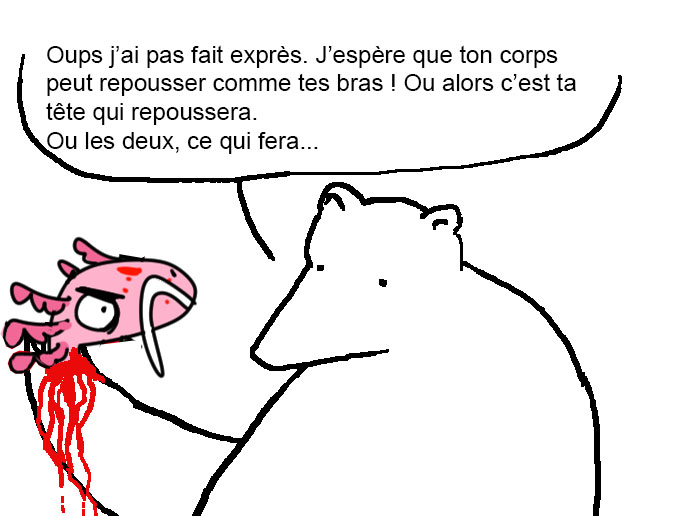 Oups j’ai pas fait exprès. J’espère que ton corps
peut repousser comme tes bras ! Ou alors c’est ta
tête qui repoussera.
Ou les deux, ce qui fera...